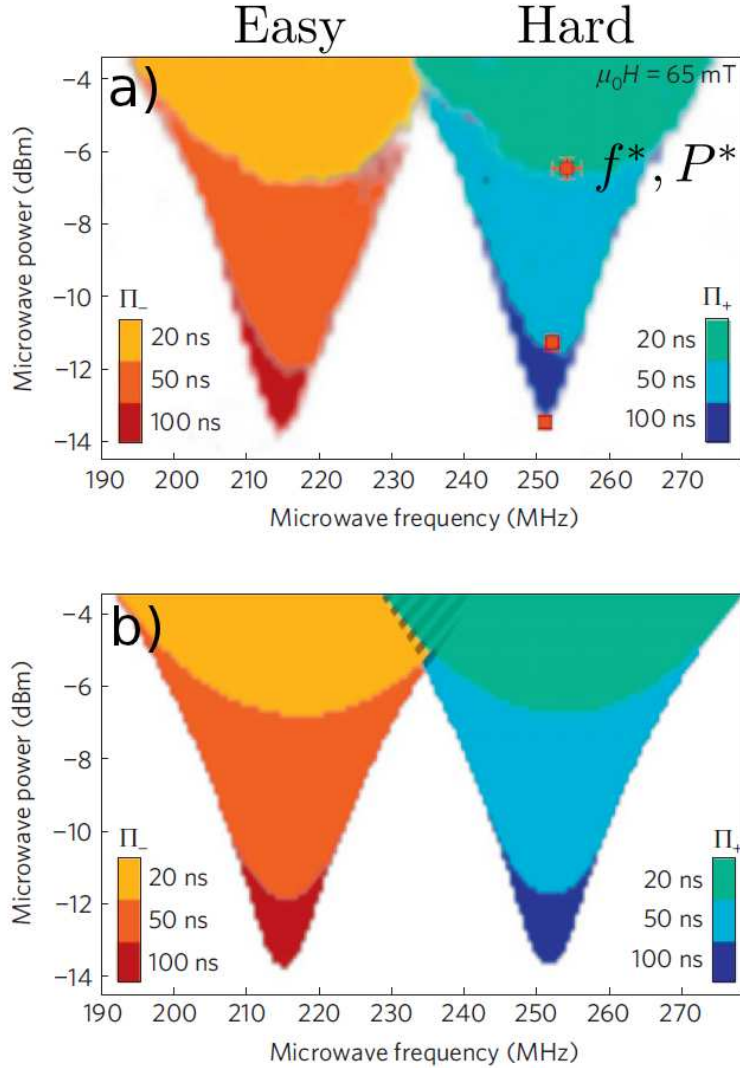 Easy Hard
a)
μ₀H = 65 mT
f*, P*
Microwave power (dBm)
−4
−6
−8
−10
−12
−14
Π₋
20 ns
50 ns
100 ns
Π₊
20 ns
50 ns
100 ns
190 200 210 220 230 240 250 260 270
Microwave frequency (MHz)
b)
Microwave power (dBm)
−4
−6
−8
−10
−12
−14
Π₋
20 ns
50 ns
100 ns
Π₊
20 ns
50 ns
100 ns
190 200 210 220 230 240 250 260 270
Microwave frequency (MHz)